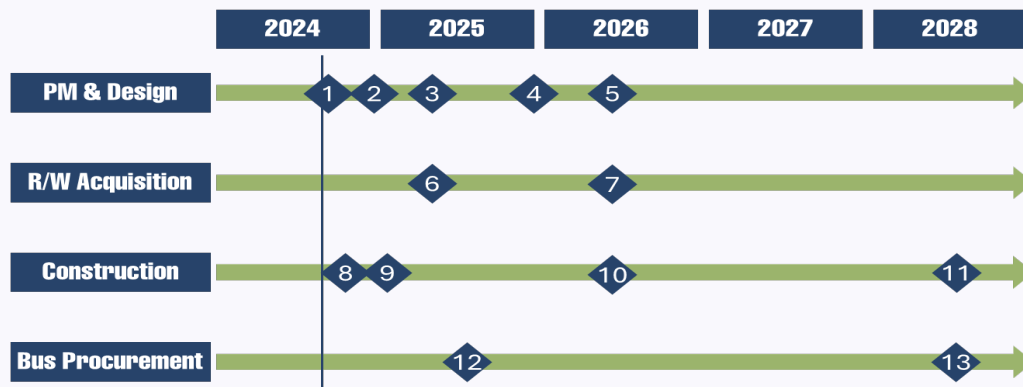 2024 2025 2026 2027 2028
PM & Design 1 2 3 4 5
R/W Acquisition 6 7
Construction 8 9 10 11
Bus Procurement 12 13